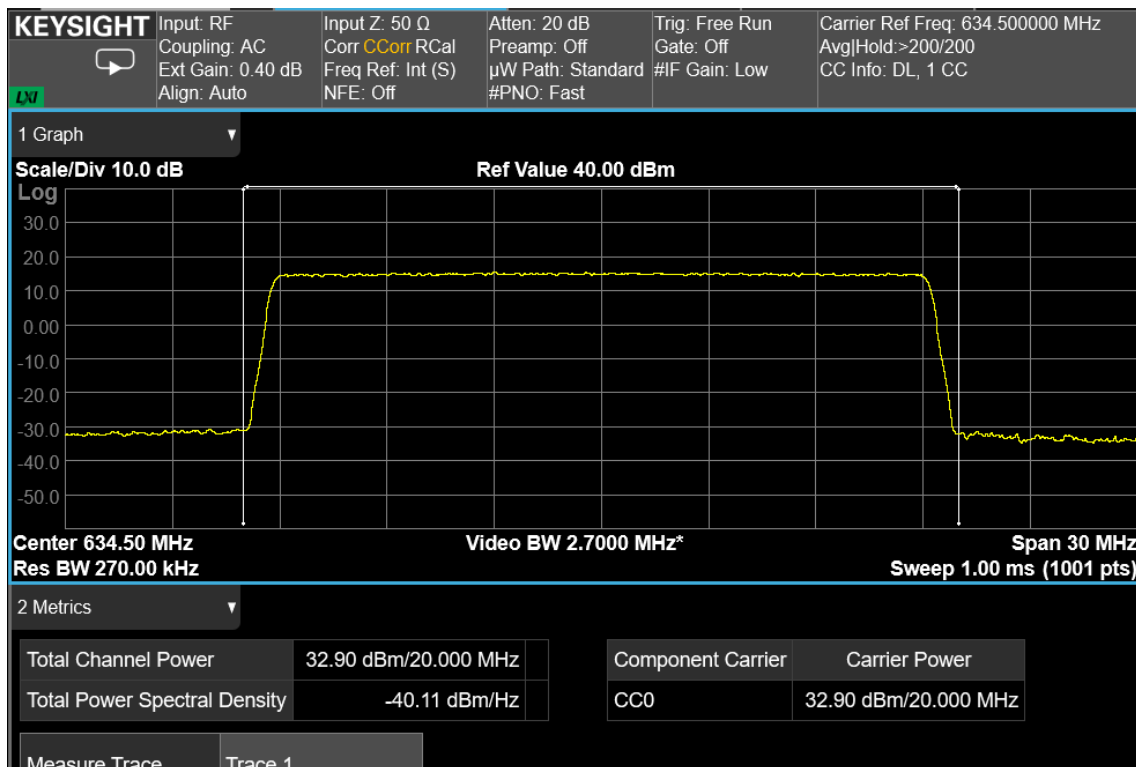 KEYSIGHT
LXI
Input: RF
Coupling: AC
Ext Gain: 0.40 dB
Align: Auto
Input Z: 50 Ω
Corr CCorr RCal
Freq Ref: Int (S)
NFE: Off
Atten: 20 dB
Preamp: Off
µW Path: Standard
#PNO: Fast
Trig: Free Run
Gate: Off
#IF Gain: Low
Carrier Ref Freq: 634.500000 MHz
Avg|Hold:>200/200
CC Info: DL, 1 CC
1 Graph
Scale/Div 10.0 dB
Ref Value 40.00 dBm
Log
30.0
20.0
10.0
0.00
-10.0
-20.0
-30.0
-40.0
-50.0
Center 634.50 MHz
Video BW 2.7000 MHz*
Span 30 MHz
Res BW 270.00 kHz
Sweep 1.00 ms (1001 pts)
2 Metrics
Total Channel Power 32.90 dBm/20.000 MHz
Total Power Spectral Density -40.11 dBm/Hz
Component Carrier Carrier Power
CC0 32.90 dBm/20.000 MHz
Measure Trace Trace 1